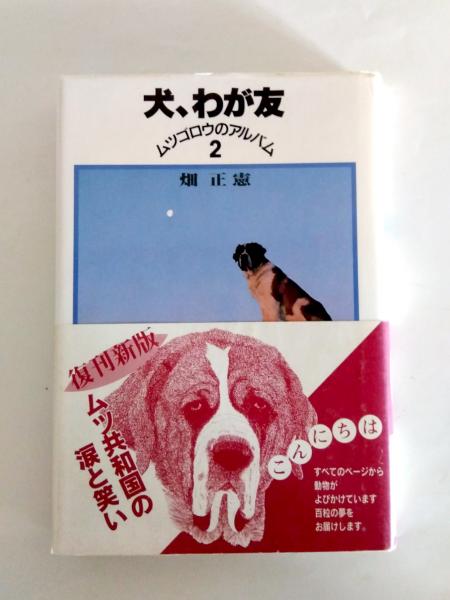 犬、わが友
ムツゴロウのアルバム
2
畑 正憲
復刊新版
ムツ共和国の
涙と笑い
こんにちは
すべてのページから
動物が
よびかけています
百粒の夢を
お届けします。